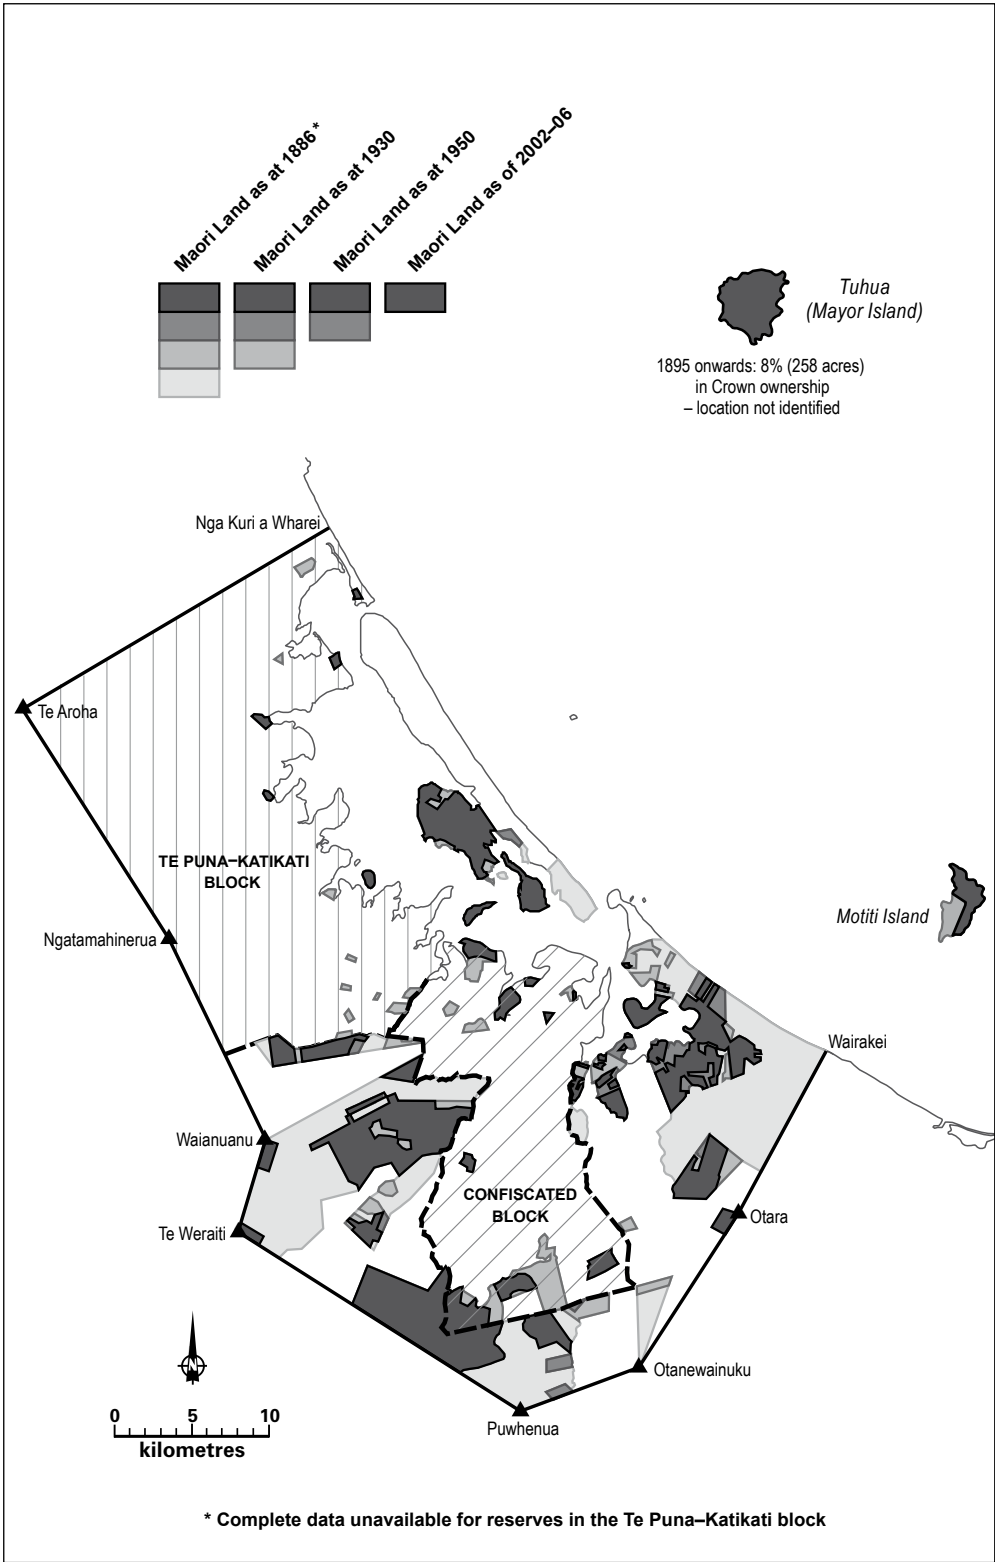 Maori Land as at 1886*
Maori Land as at 1930
Maori Land as at 1950
Maori Land as of 2002–06
Tuhua
(Mayor Island)
1895 onwards: 8% (258 acres)
in Crown ownership
– location not identified
Nga Kuri a Wharei
Te Aroha
TE PUNA–KATIKATI
BLOCK
Ngatamahinerua
Motiti Island
Wairakei
Waianuanu
CONFISCATED
BLOCK
Otara
Te Weraiti
N
Otanewainuku
0 5 10
kilometres
Puwhenua
* Complete data unavailable for reserves in the Te Puna–Katikati block